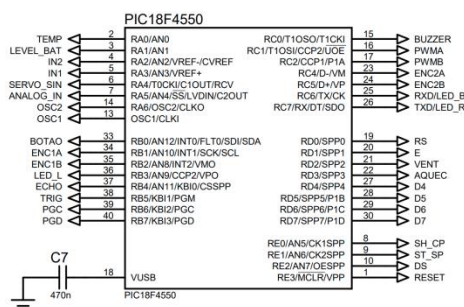 PIC18F4550
TEMP 2 RA0/AN0 RC0/T1OSO/T1CKI 15 BUZZER
LEVEL_BAT 3 RA1/AN1 RC1/T1OSI/CCP2/UOE 16 PWMA
IN2 4 RA2/AN2/VREF-/CVREF RC2/CCP1/P1A 17 PWMB
IN1 5 RA3/AN3/VREF+ RC4/D-/VM 23 ENC2A
SERVO_SIN 6 RA4/T0CKI/C1OUT/RCV RC5/D+/VP 24 ENC2B
ANALOG_IN 7 RA5/AN4/SS/LVDIN/C2OUT RC6/TX/CK 25 RXD/LED_B
OSC2 14 RA6/OSC2/CLKO RC7/RX/DT/SDO 26 TXD/LED_R
OSC1 13 OSC1/CLKI
BOTAO 33 RB0/AN12/INT0/FLT0/SDI/SDA RD0/SPP0 19 RS
ENC1A 34 RB1/AN10/INT1/SCK/SCL RD1/SPP1 20 E
ENC1B 35 RB2/AN8/INT2/VMO RD2/SPP2 21 VENT
LED_L 36 RB3/AN9/CCP2/VPO RD3/SPP3 22 AQUEC
ECHO 37 RB4/AN11/KBI0/CSSPP RD4/SPP4 27 D4
TRIG 38 RB5/KBI1/PGM RD5/SPP5/P1B 28 D5
PGC 39 RB6/KBI2/PGC RD6/SPP6/P1C 29 D6
PGD 40 RB7/KBI3/PGD RD7/SPP7/P1D 30 D7
RE0/AN5/CK1SPP 8 SH_CP
RE1/AN6/CK2SPP 9 ST_SP
RE2/AN7/OESPP 10 DS
C7 18 VUSB RE3/MCLR/VPP 1 RESET
470n PIC18F4550